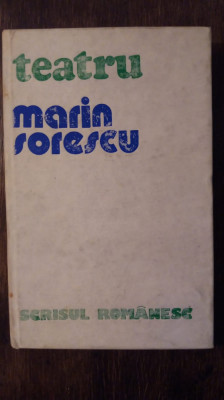 teatru
marin
sorescu
SCRISUL ROMÂNESC